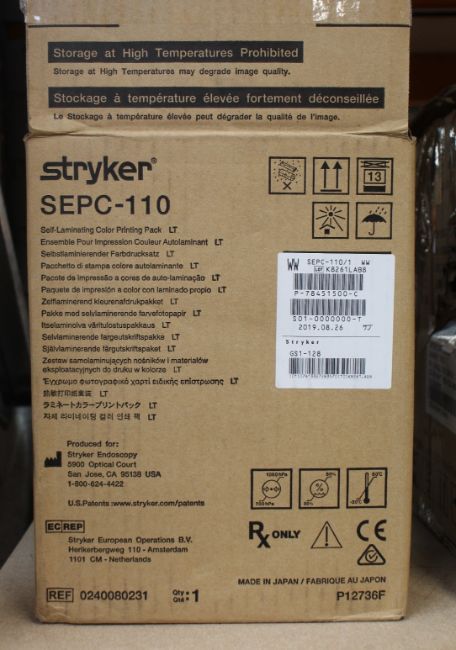 Storage at High Temperatures Prohibited
Storage at High Temperatures may degrade image quality.
Stockage à température élevée fortement déconseillée
Le Stockage à température élevée peut dégrader la qualité de l'image.
stryker®
SEPC-110
Self-Laminating Color Printing Pack LT
Ensemble Pour Impression Couleur Autolaminant LT
Selbstlaminierender Farbdrucksatz LT
Pacchetto di stampa colore autolaminante LT
Pacote de impressão a cores de auto-laminação LT
Paquete de impresión a color con laminado propio LT
Zelflaminerend kleurenafdrukpakket LT
Pakke med selvlaminerende farvefotopapir LT
Itselaminoiva väritulostuspakkaus LT
Selvlaminerende fargeutskriftspakke LT
Självlaminerande färgutskriftspaket LT
Zestaw samolaminujących nośników i materiałów
eksploatacyjnych do druku w kolorze LT
Έγχρωμο φωτογραφικό χαρτί ειδικής επίστρωσης LT
ラミネートカラープリントパック LT
자체 라미네이팅 컬러 인쇄 팩 LT
13
WW SEPC-110/1 WW
LOT K8261LAB8
P-78451500-C
S01-0000000-T
2019.08.26
Stryker
GS1-128
Produced for:
Stryker Endoscopy
5900 Optical Court
San Jose, CA 95138 USA
1-800-624-4422
U.S.Patents :www.stryker.com/patents
EC REP
Stryker European Operations B.V.
Herikerbergweg 110 - Amsterdam
1101 CM - Netherlands
Rx ONLY
CE
MADE IN JAPAN / FABRIQUE AU JAPON
REF 0240080231
Qty
Qté : 1
P12736F